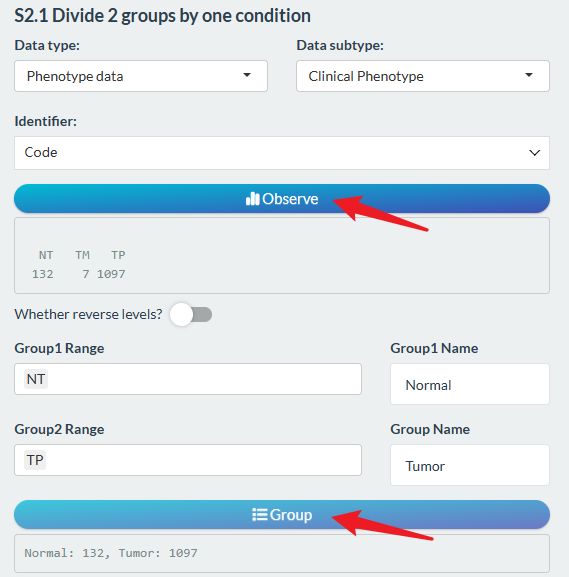 S2.1 Divide 2 groups by one condition
Data type: Data subtype:
Phenotype data Clinical Phenotype
Identifier:
Code
Observe
NT TM TP
132 7 1097
Whether reverse levels?
Group1 Range Group1 Name
NT Normal
Group2 Range Group Name
TP Tumor
Group
Normal: 132, Tumor: 1097